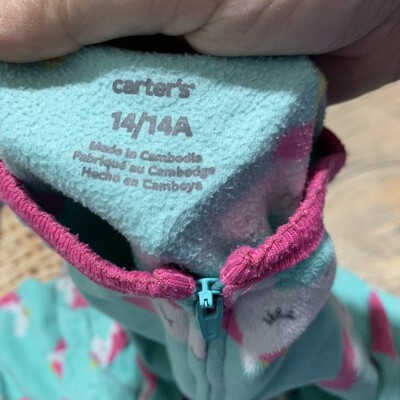 carter's
14/14A
Made in Cambodia
Fabriqué au Cambodge
Hecho en Camboya